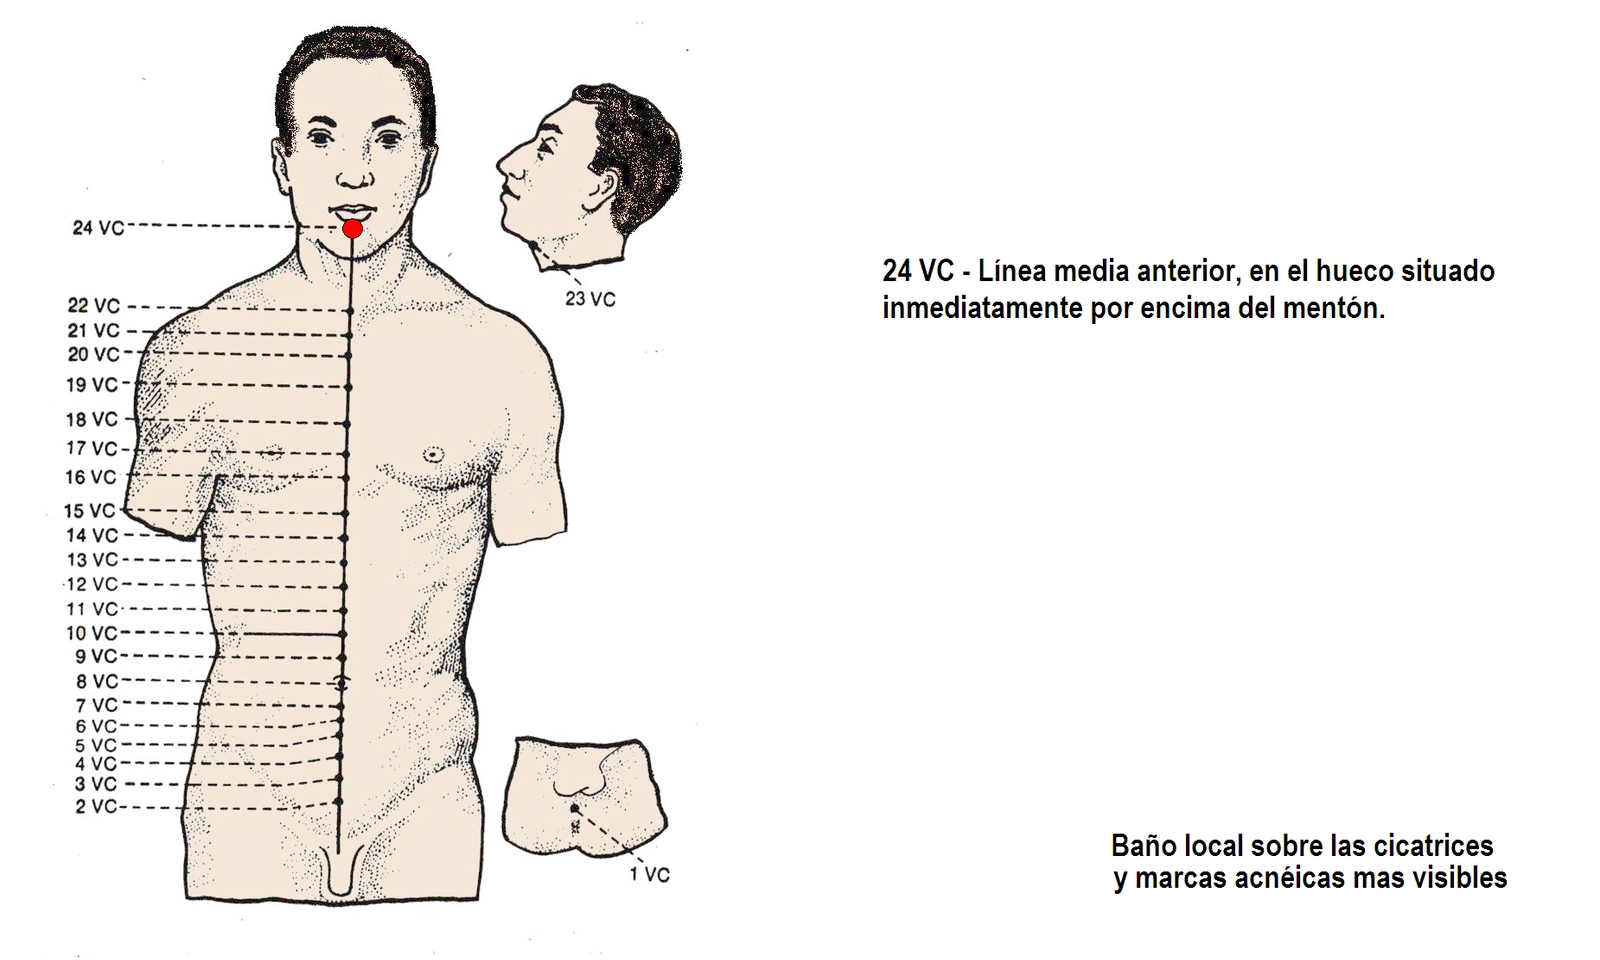 24 VC
23 VC
22 VC
21 VC
20 VC
19 VC
18 VC
17 VC
16 VC
15 VC
14 VC
13 VC
12 VC
11 VC
10 VC
9 VC
8 VC
7 VC
6 VC
5 VC
4 VC
3 VC
2 VC
1 VC
24 VC - Línea media anterior, en el hueco situado
inmediatamente por encima del mentón.
Baño local sobre las cicatrices
y marcas acnéicas mas visibles